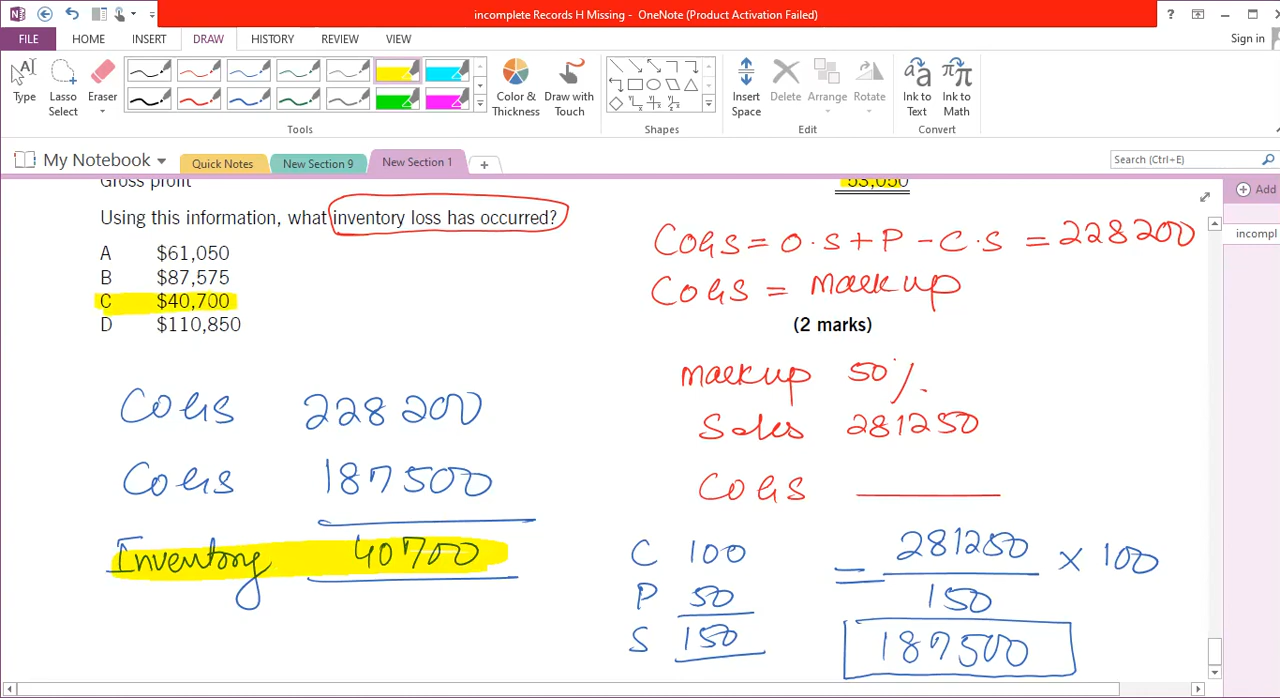 incomplete Records H Missing - OneNote (Product Activation Failed)
FILE HOME INSERT DRAW HISTORY REVIEW VIEW
Sign in
Type
Lasso Select
Eraser
Color & Thickness
Draw with Touch
Insert Space
Delete
Arrange
Rotate
Ink to Text
Ink to Math
Tools
Shapes
Edit
Convert
My Notebook
Quick Notes
New Section 9
New Section 1
Search (Ctrl+E)
Add
incompl
Gross profit 53,050
Using this information, what inventory loss has occurred?
A $61,050
B $87,575
C $40,700
D $110,850
COGS = O.S + P - C.S = 228200
COGS = markup
(2 marks)
markup 50%
Sales 281250
COGS
COGS 228200
COGS 187500
Inventory 40700
C 100
P 50
S 150
= 281250 × 100
150
187500